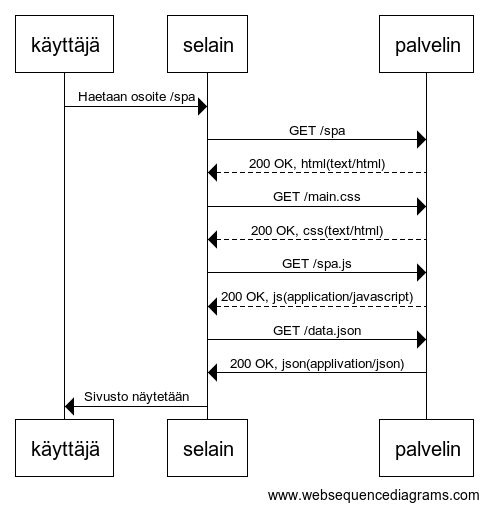 käyttäjä selain palvelin
Haetaan osoite /spa
GET /spa
200 OK, html(text/html)
GET /main.css
200 OK, css(text/html)
GET /spa.js
200 OK, js(application/javascript)
GET /data.json
200 OK, json(applivation/json)
Sivusto näytetään
käyttäjä selain palvelin
www.websequencediagrams.com